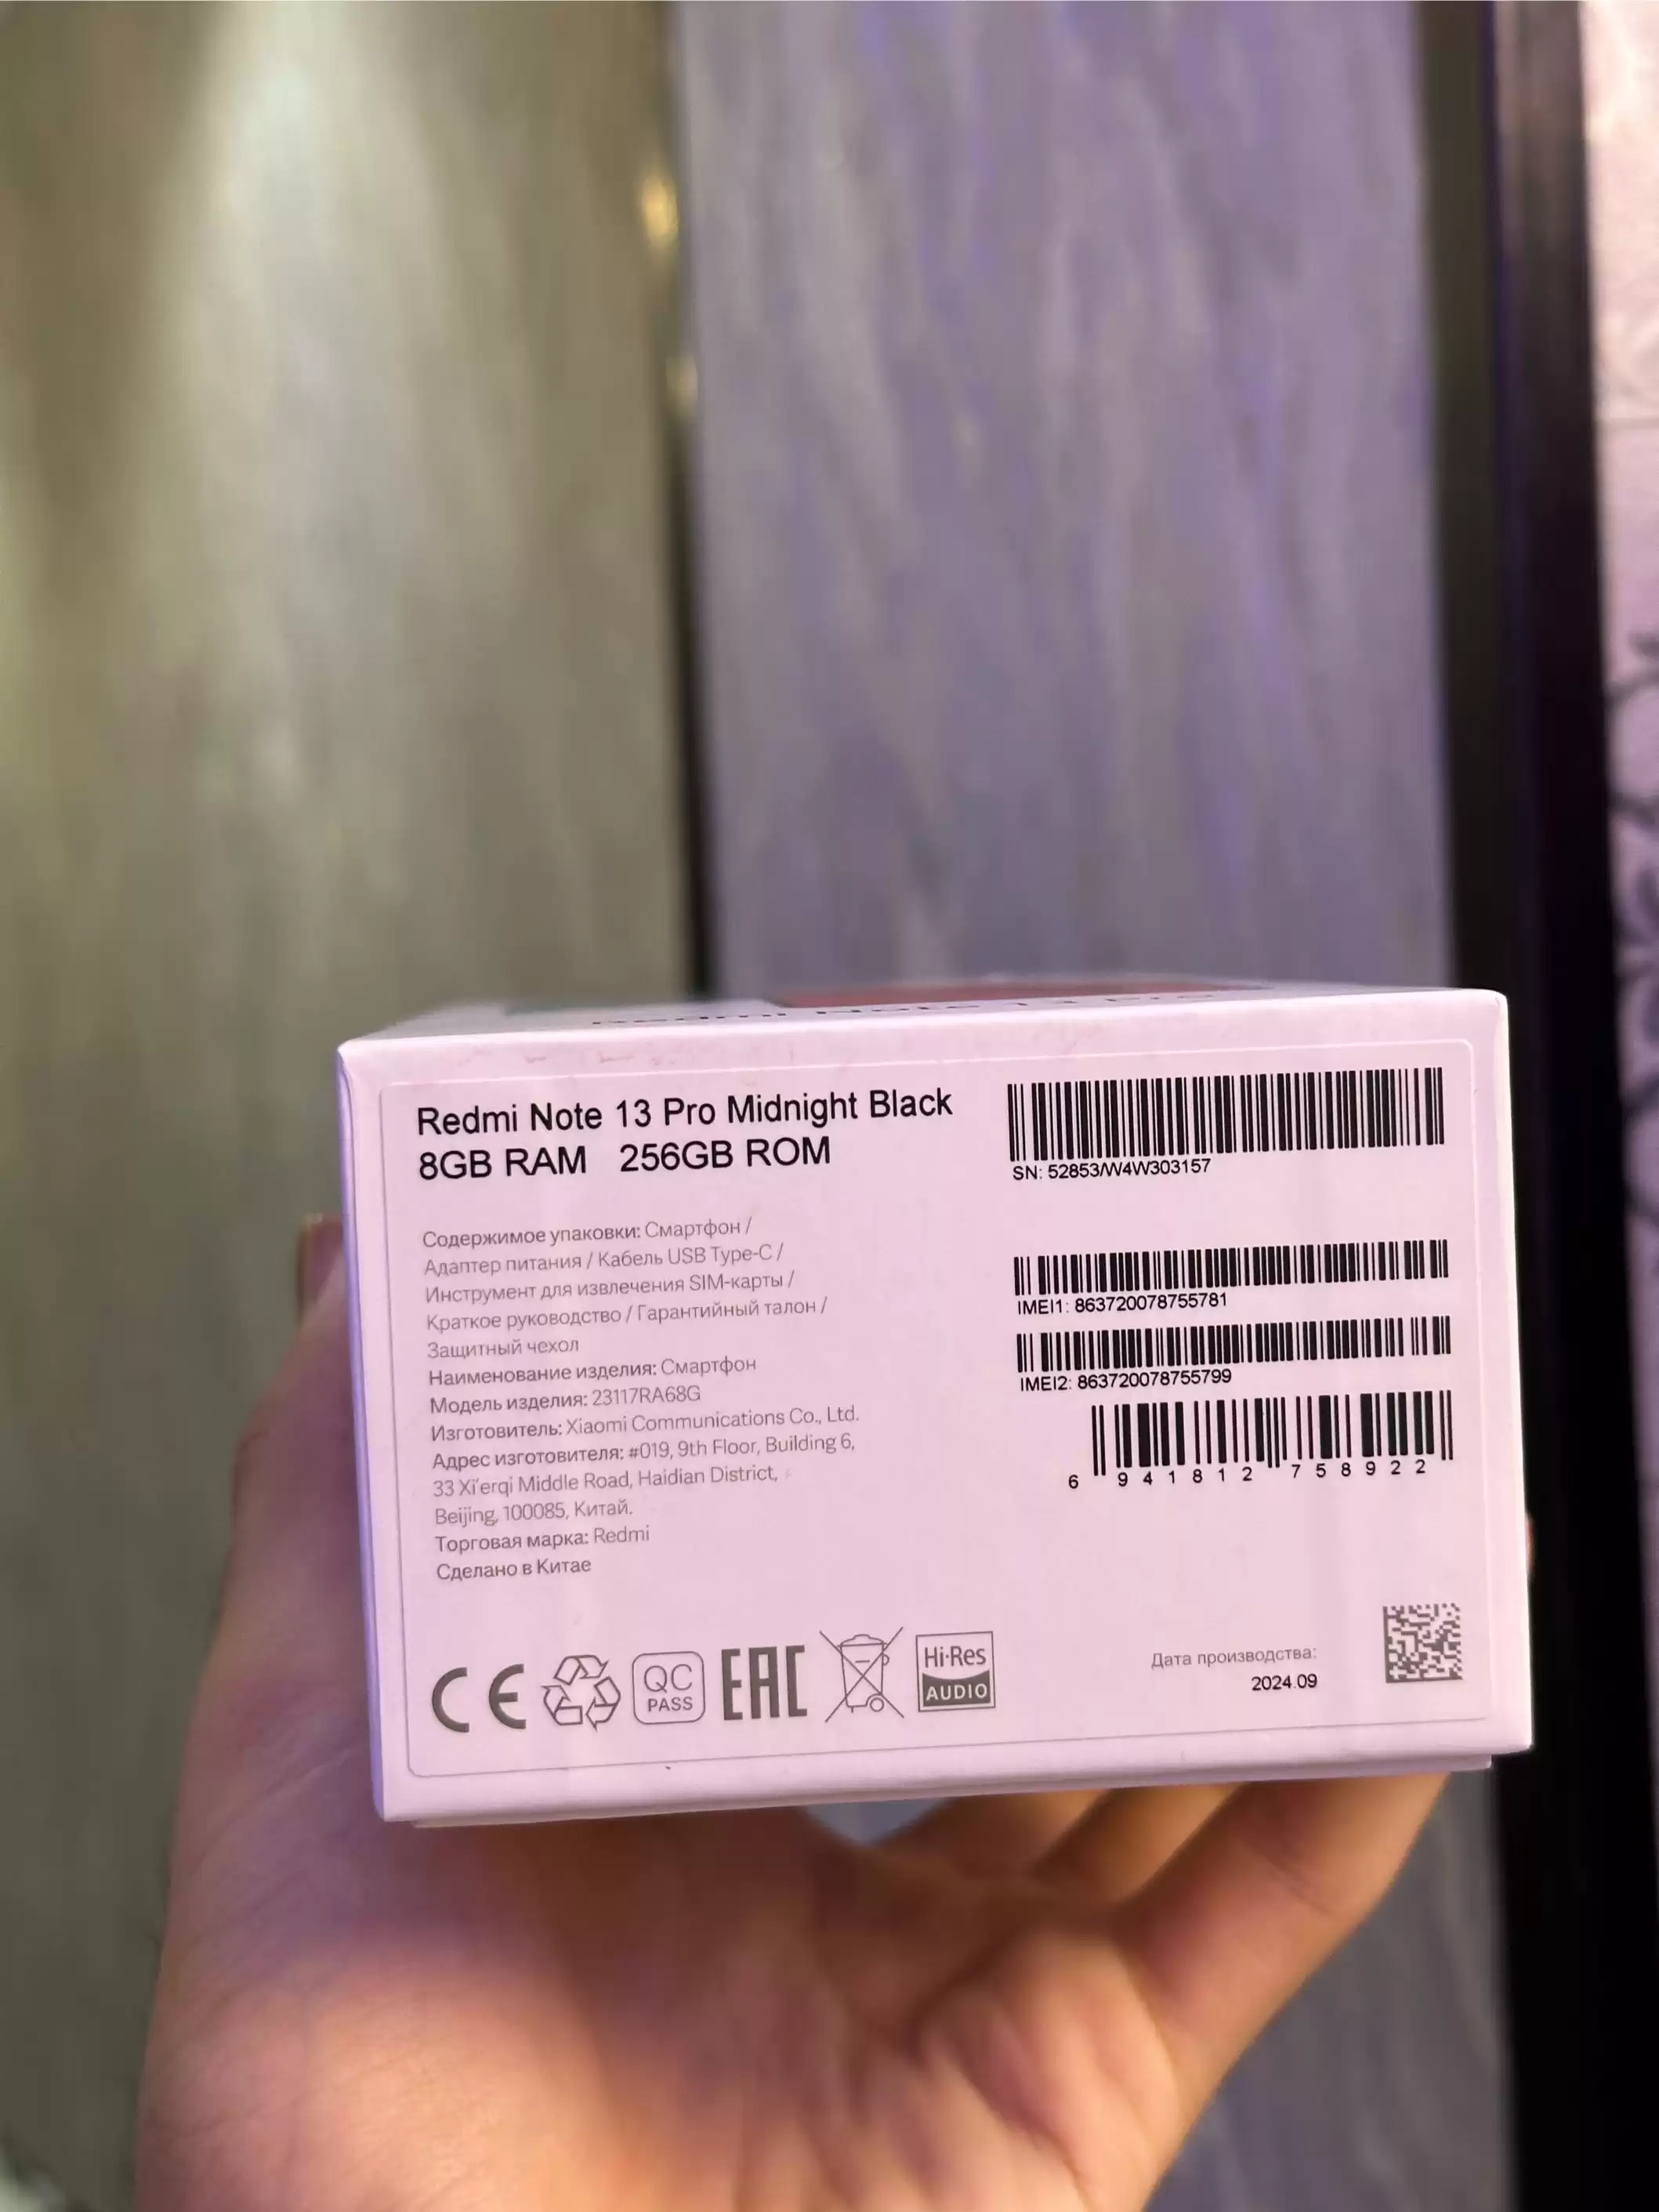 Redmi Note 13 Pro
Redmi Note 13 Pro Midnight Black
8GB RAM 256GB ROM
Содержимое упаковки: Смартфон /
Адаптер питания / Кабель USB Type-C /
Инструмент для извлечения SIM-карты /
Краткое руководство / Гарантийный талон /
Защитный чехол
Наименование изделия: Смартфон
Модель изделия: 23117RA68G
Изготовитель: Xiaomi Communications Co., Ltd.
Адрес изготовителя: #019, 9th Floor, Building 6,
33 Xi'erqi Middle Road, Haidian District,
Beijing, 100085, Китай.
Торговая марка: Redmi
Сделано в Китае
SN: 52853/W4W303157
IMEI1: 863720078755781
IMEI2: 863720078755799
6 941812 758922
CE
QC
PASS
EAC
Hi-Res
AUDIO
Дата производства:
2024.09